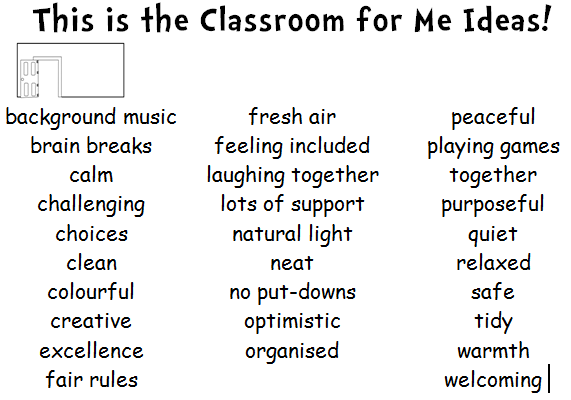 This is the Classroom for Me Ideas!
background music
brain breaks
calm
challenging
choices
clean
colourful
creative
excellence
fair rules
fresh air
feeling included
laughing together
lots of support
natural light
neat
no put-downs
optimistic
organised
peaceful
playing games
together
purposeful
quiet
relaxed
safe
tidy
warmth
welcoming